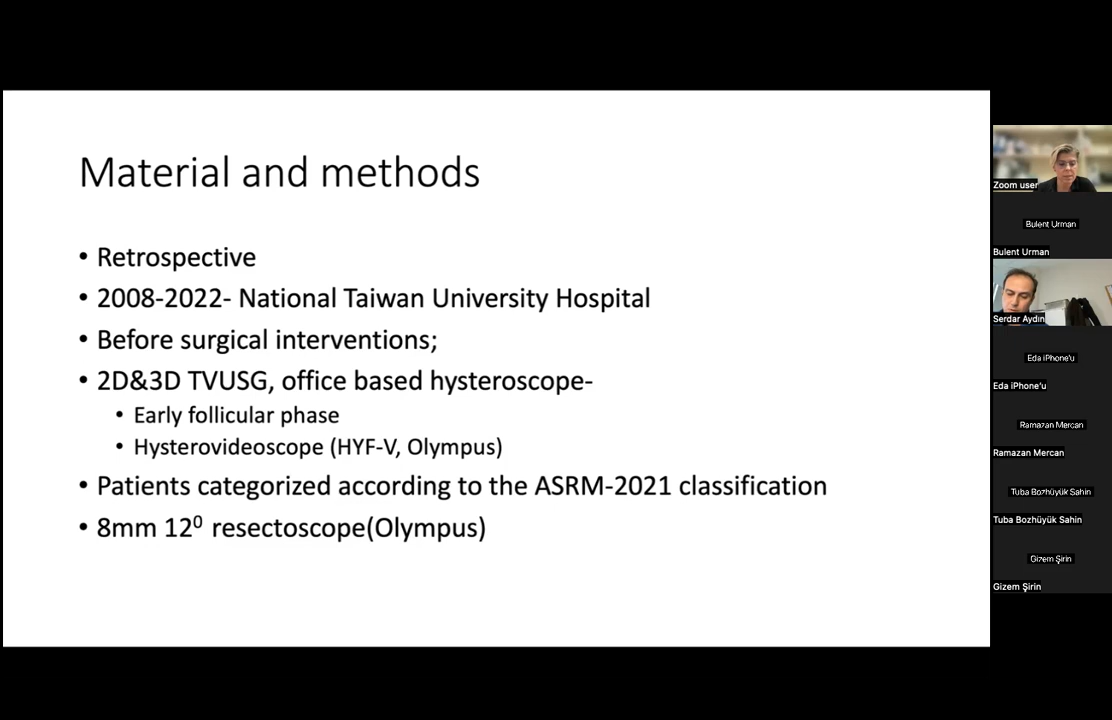 Material and methods
• Retrospective
• 2008-2022- National Taiwan University Hospital
• Before surgical interventions;
• 2D&3D TVUSG, office based hysteroscope-
• Early follicular phase
• Hysterovideoscope (HYF-V, Olympus)
• Patients categorized according to the ASRM-2021 classification
• 8mm 12⁰ resectoscope(Olympus)
Zoom user
Bulent Urman
Bulent Urman
Serdar Aydın
Eda iPhone'u
Eda iPhone'u
Ramazan Mercan
Ramazan Mercan
Tuba Bozhüyük Sahin
Tuba Bozhüyük Sahin
Gizem Şirin
Gizem Şirin